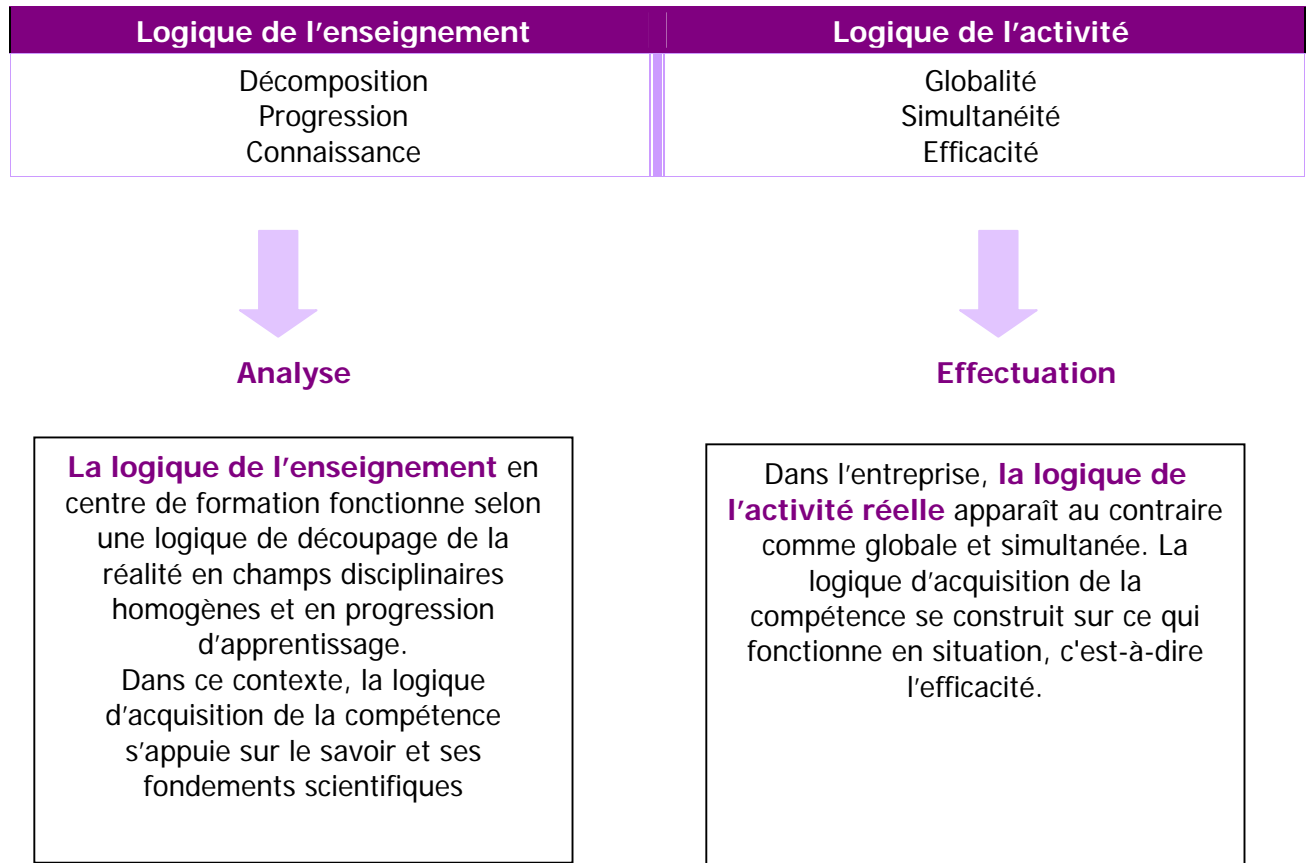 Logique de l’enseignement
Logique de l’activité
Décomposition
Progression
Connaissance
Globalité
Simultanéité
Efficacité
Analyse
Effectuation
La logique de l’enseignement en
centre de formation fonctionne selon
une logique de découpage de la
réalité en champs disciplinaires
homogènes et en progression
d’apprentissage.
Dans ce contexte, la logique
d’acquisition de la compétence
s’appuie sur le savoir et ses
fondements scientifiques
Dans l’entreprise, la logique de
l’activité réelle apparaît au contraire
comme globale et simultanée. La
logique d’acquisition de la
compétence se construit sur ce qui
fonctionne en situation, c'est-à-dire
l’efficacité.